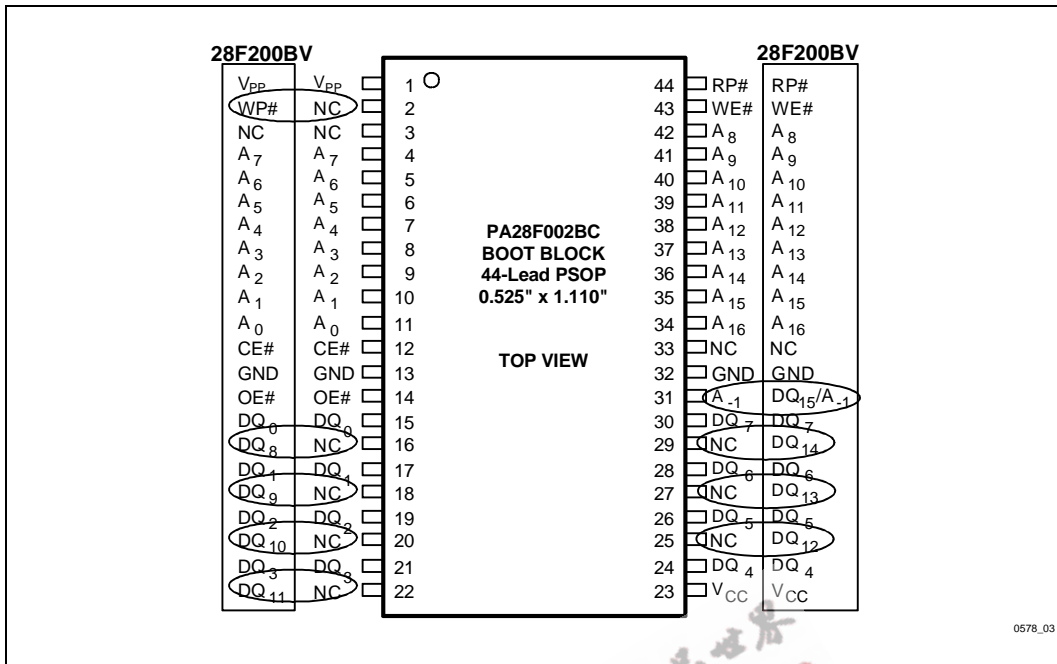 28F200BV 28F200BV
VPP VPP 1 44 RP# RP#
WP# NC 2 43 WE# WE#
NC NC 3 42 A8 A8
A7 A7 4 41 A9 A9
A6 A6 5 40 A10 A10
A5 A5 6 39 A11 A11
A4 A4 7 38 A12 A12
A3 A3 8 37 A13 A13
A2 A2 9 36 A14 A14
A1 A1 10 35 A15 A15
A0 A0 11 34 A16 A16
CE# CE# 12 33 NC NC
GND GND 13 32 GND GND
OE# OE# 14 31 A-1 DQ15/A-1
DQ0 DQ0 15 30 DQ7 DQ7
DQ8 NC 16 29 NC DQ14
DQ1 DQ1 17 28 DQ6 DQ6
DQ9 NC 18 27 NC DQ13
DQ2 DQ2 19 26 DQ5 DQ5
DQ10 NC 20 25 NC DQ12
DQ3 DQ3 21 24 DQ4 DQ4
DQ11 NC 22 23 VCC VCC
PA28F002BC
BOOT BLOCK
44-Lead PSOP
0.525" x 1.110"
TOP VIEW
0578_03